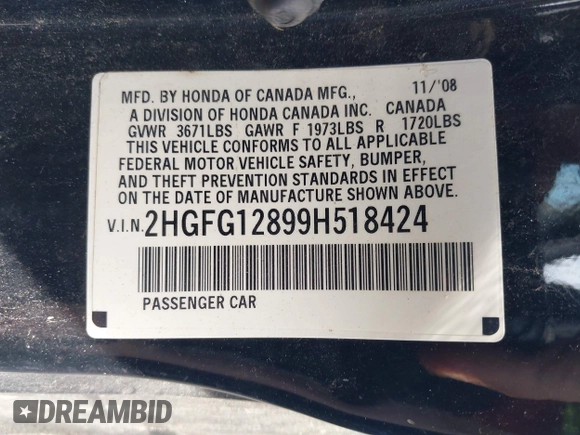 MFD. BY HONDA OF CANADA MFG., 11/'08
A DIVISION OF HONDA CANADA INC. CANADA
GVWR 3671LBS GAWR F 1973LBS R 1720LBS
THIS VEHICLE CONFORMS TO ALL APPLICABLE
FEDERAL MOTOR VEHICLE SAFETY, BUMPER,
AND THEFT PREVENTION STANDARDS IN EFFECT
ON THE DATE OF MANUFACTURE SHOWN ABOVE.
V.I.N. 2HGFG12899H518424
PASSENGER CAR
DREAMBID